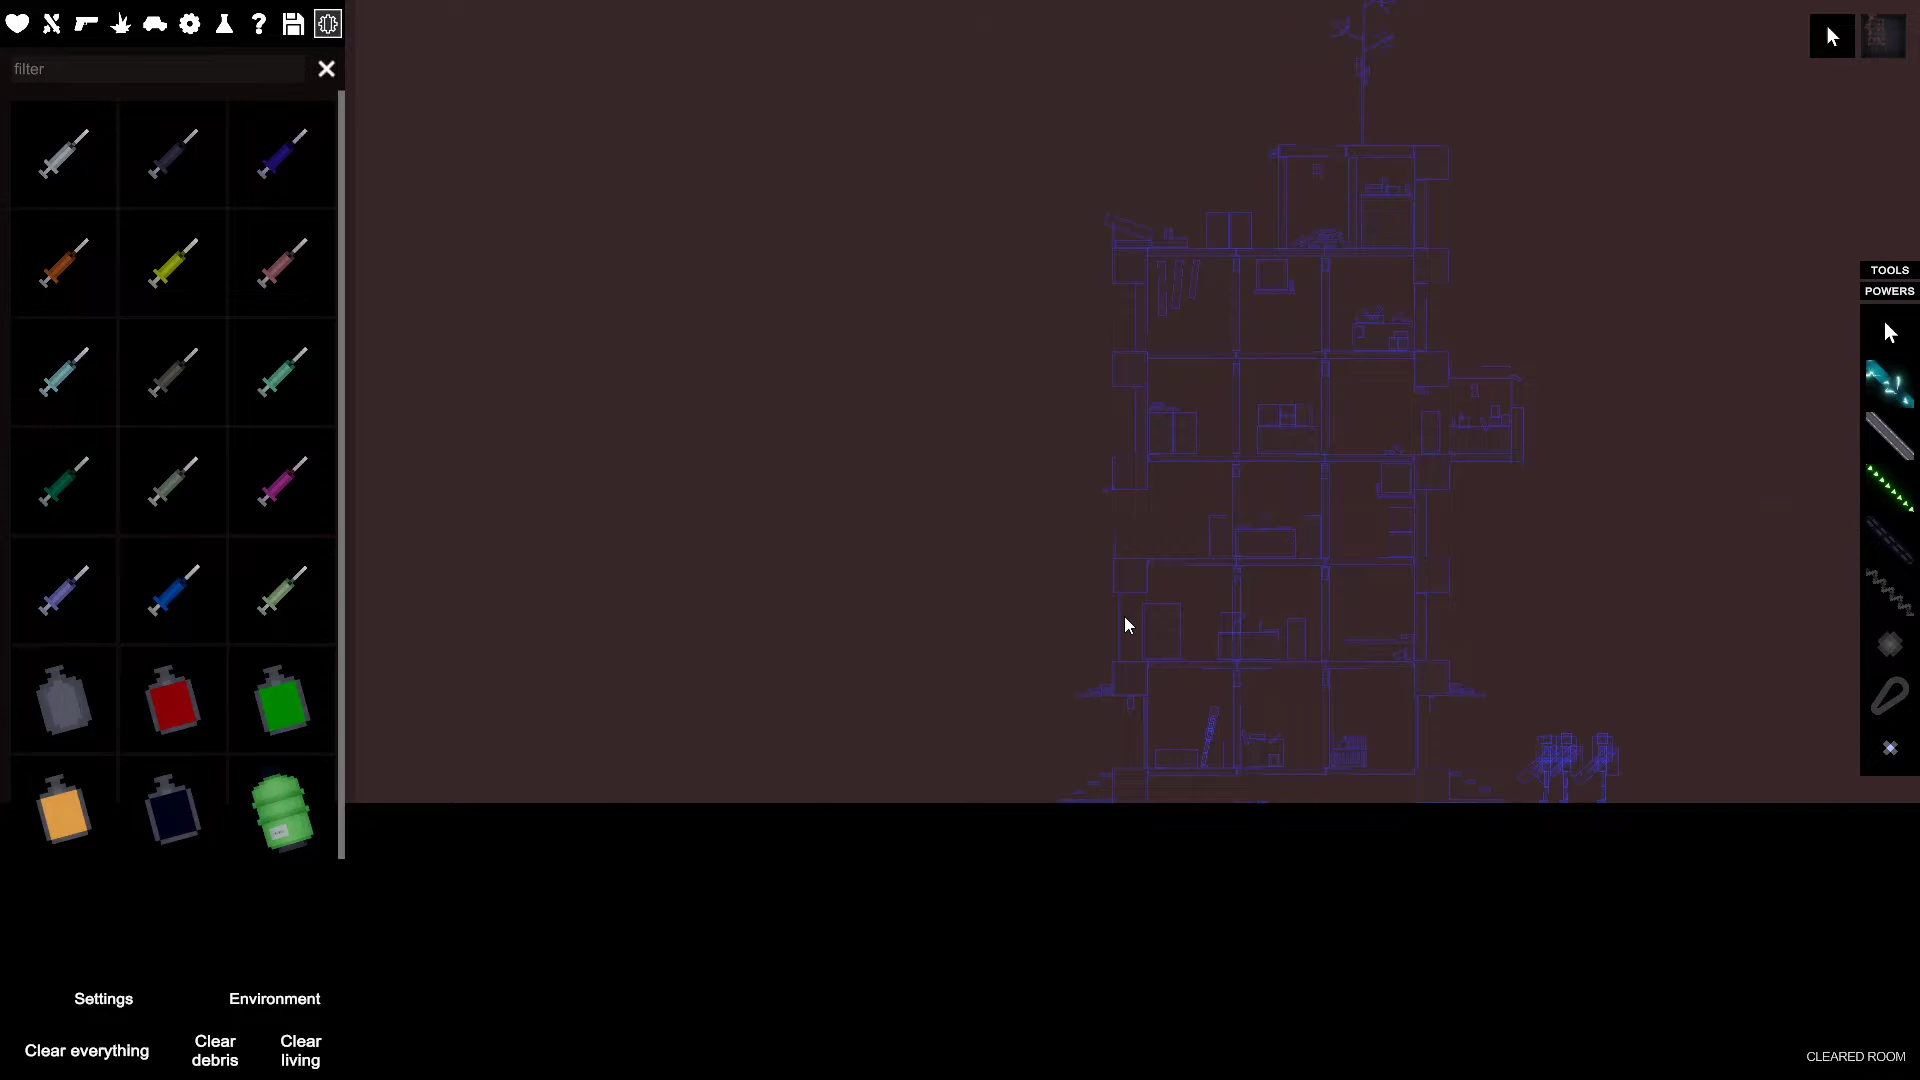 filter
TOOLS
POWERS
Settings
Environment
Clear everything
Clear
debris
Clear
living
CLEARED ROOM